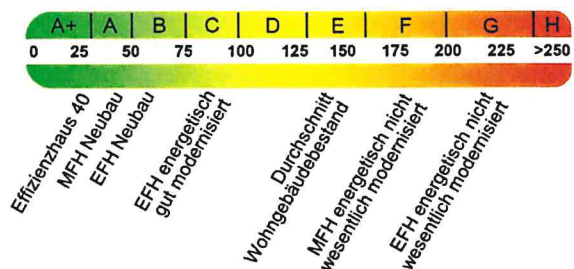 A+ A B C D E F G H
0 25 50 75 100 125 150 175 200 225 >250
Effizienzhaus 40
MFH Neubau
EFH Neubau
EFH energetisch
gut modernisiert
Durchschnitt
Wohngebäudebestand
MFH energetisch nicht
wesentlich modernisiert
EFH energetisch nicht
wesentlich modernisiert